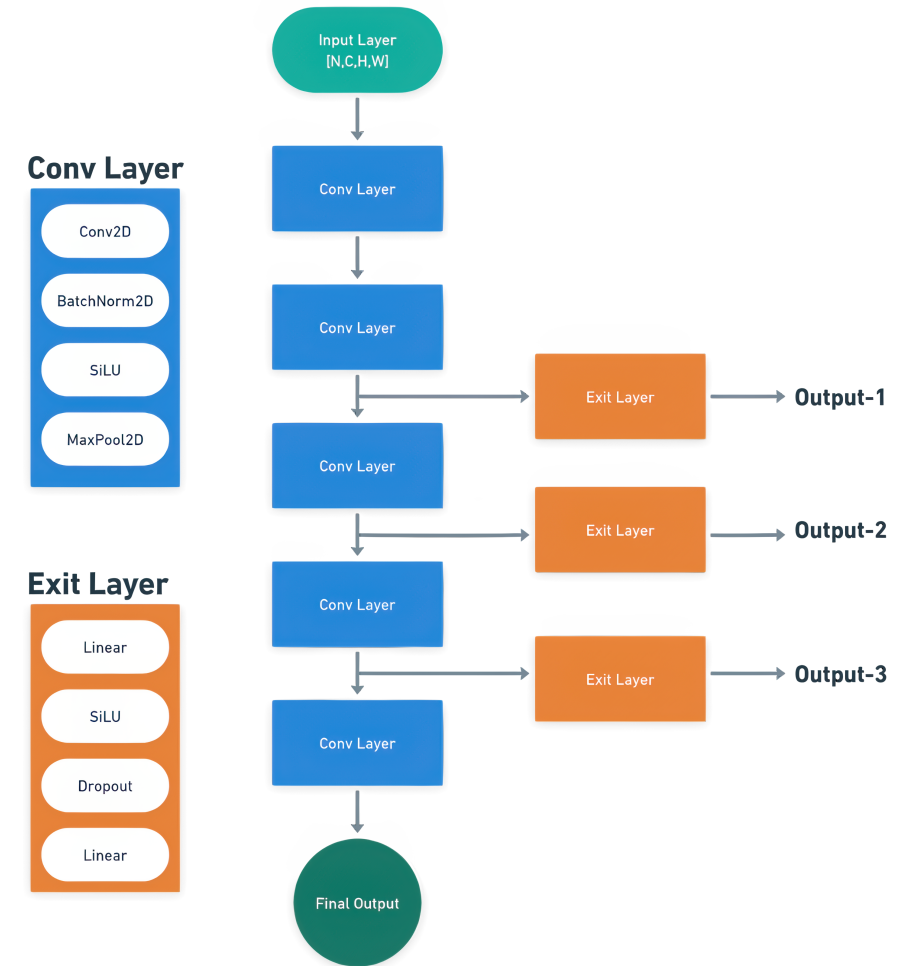 Input Layer
[N,C,H,W]
Conv Layer
Conv2D
BatchNorm2D
SiLU
MaxPool2D
Exit Layer
Linear
SiLU
Dropout
Linear
Conv Layer
Conv Layer
Exit Layer
Output-1
Conv Layer
Exit Layer
Output-2
Conv Layer
Exit Layer
Output-3
Conv Layer
Final Output